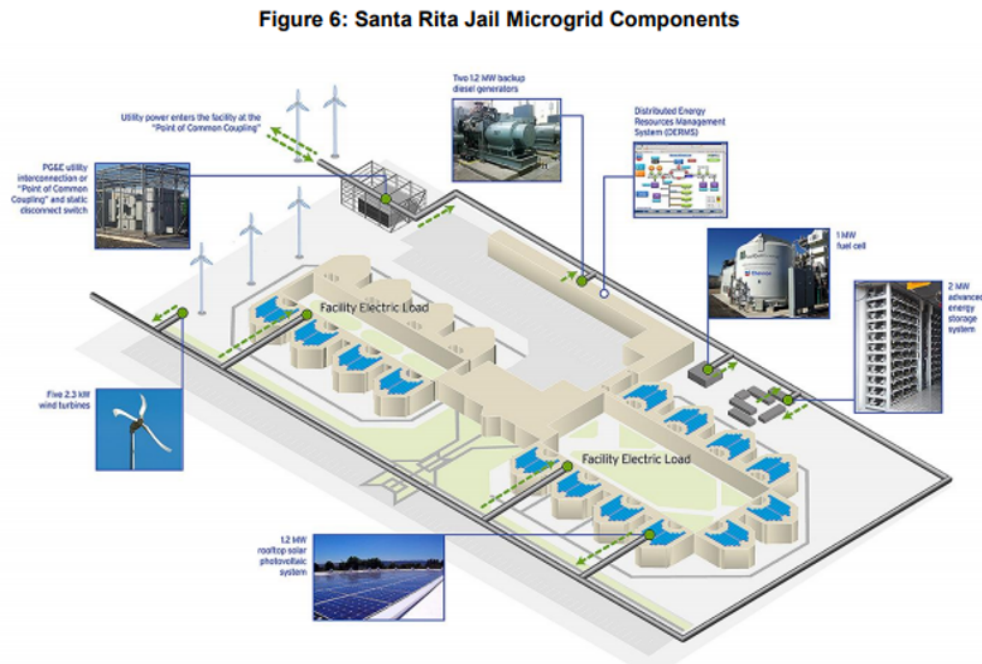 Figure 6: Santa Rita Jail Microgrid Components
Two 1.2 MW backup
diesel generators
Utility power enters the facility at the
"Point of Common Coupling"
Distributed Energy
Resources Management
System (DERMS)
PG&E utility
interconnection or
"Point of Common
Coupling" and static
disconnect switch
1 MW
fuel cell
2 MW
advanced
energy
storage
system
Facility Electric Load
Five 2.3 kW
wind turbines
Facility Electric Load
1.2 MW
rooftop solar
photovoltaic
system